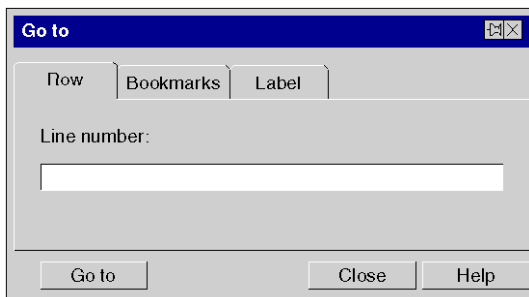 Go to
Row Bookmarks Label
Line number:
Go to Close Help